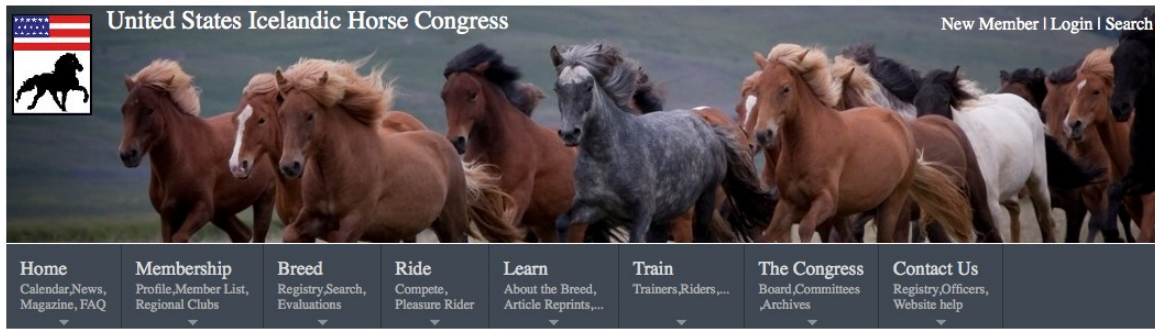 United States Icelandic Horse Congress
New Member | Login | Search
Home
Calendar,News,
Magazine, FAQ
Membership
Profile,Member List,
Regional Clubs
Breed
Registry,Search,
Evaluations
Ride
Compete,
Pleasure Rider
Learn
About the Breed,
Article Reprints,...
Train
Trainers,Riders,...
The Congress
Board,Committees
,Archives
Contact Us
Registry,Officers,
Website help